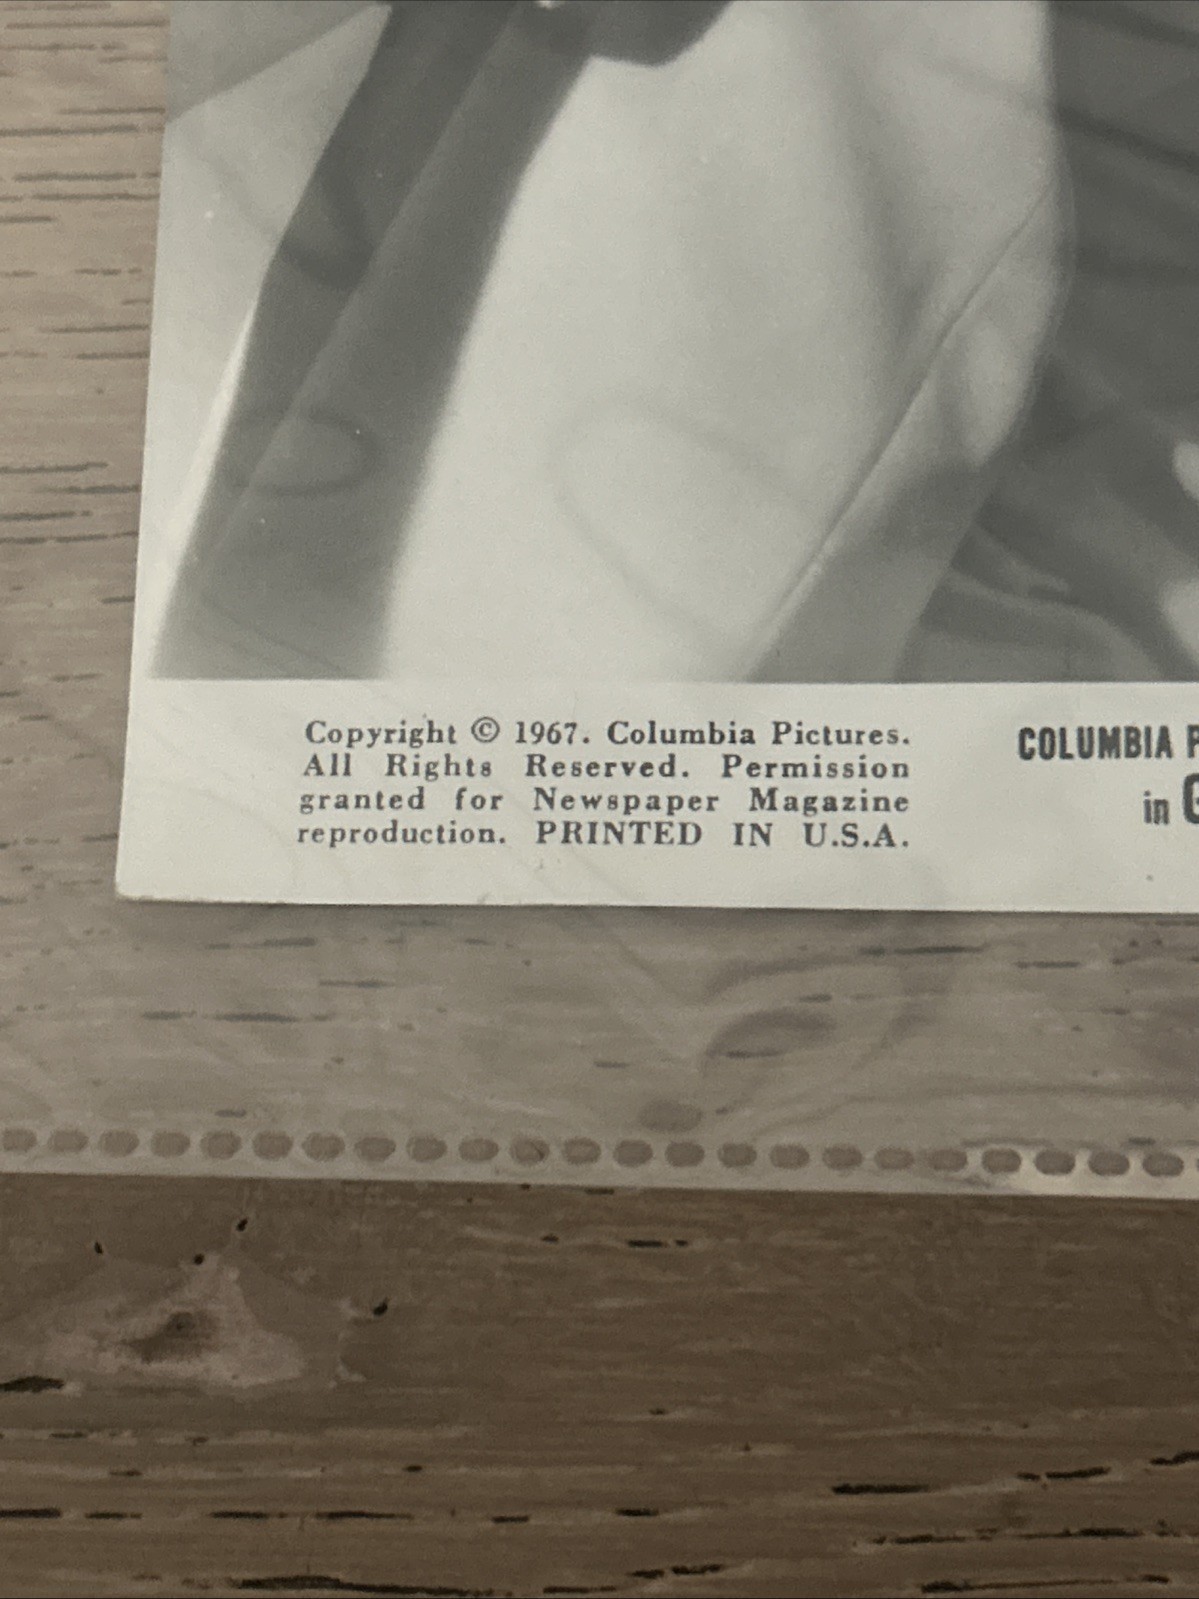 Copyright © 1967. Columbia Pictures.
All Rights Reserved. Permission
granted for Newspaper Magazine
reproduction. PRINTED IN U.S.A.
COLUMBIA
in